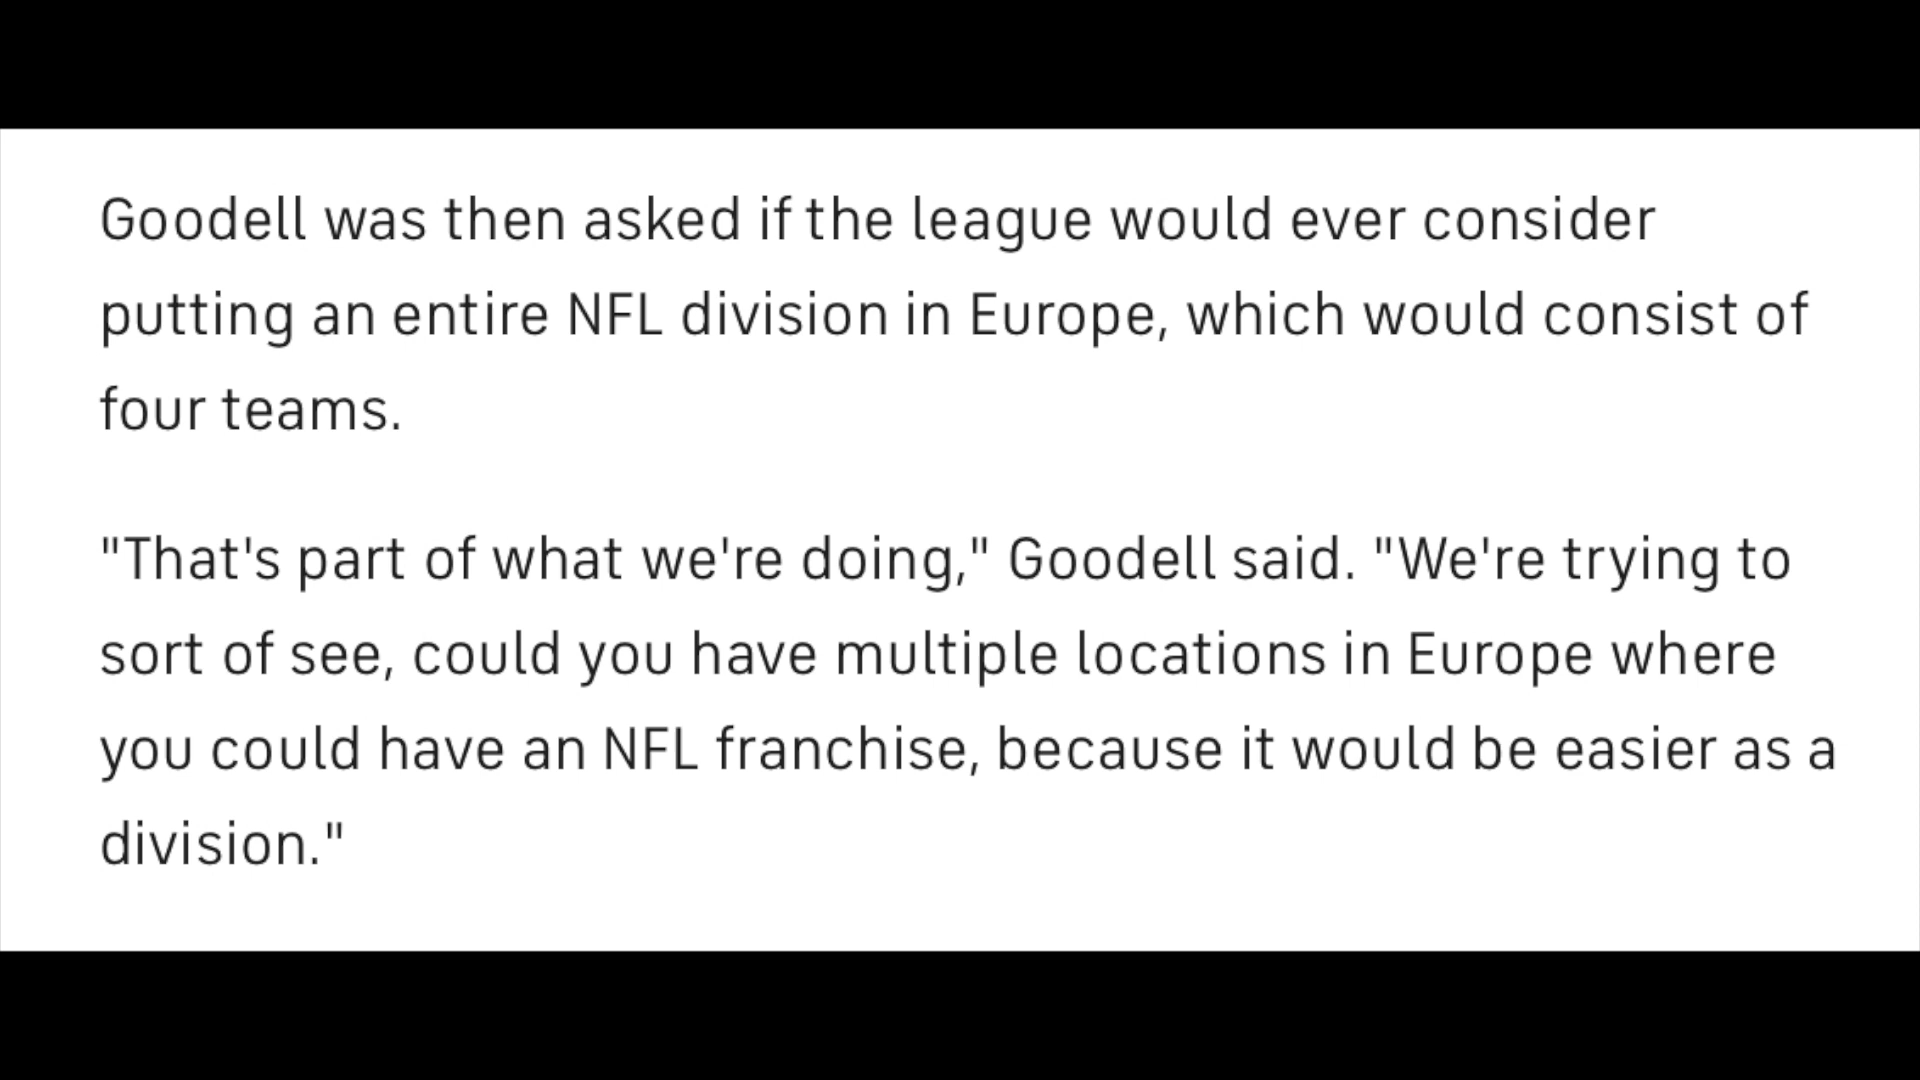 Goodell was then asked if the league would ever consider
putting an entire NFL division in Europe, which would consist of
four teams.
"That's part of what we're doing," Goodell said. "We're trying to
sort of see, could you have multiple locations in Europe where
you could have an NFL franchise, because it would be easier as a
division."